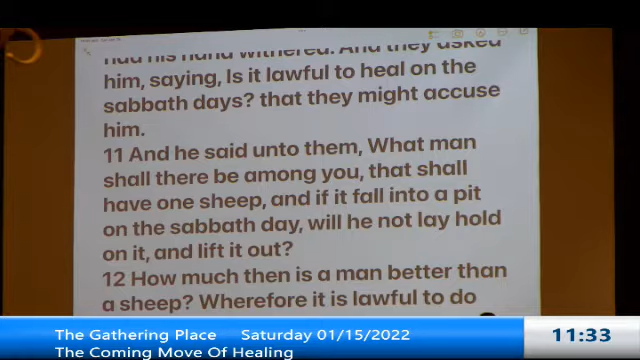 had his hand withered. And they asked
him, saying, Is it lawful to heal on the
sabbath days? that they might accuse
him.
11 And he said unto them, What man
shall there be among you, that shall
have one sheep, and if it fall into a pit
on the sabbath day, will he not lay hold
on it, and lift it out?
12 How much then is a man better than
a sheep? Wherefore it is lawful to do
The Gathering Place Saturday 01/15/2022
11:33
The Coming Move Of Healing